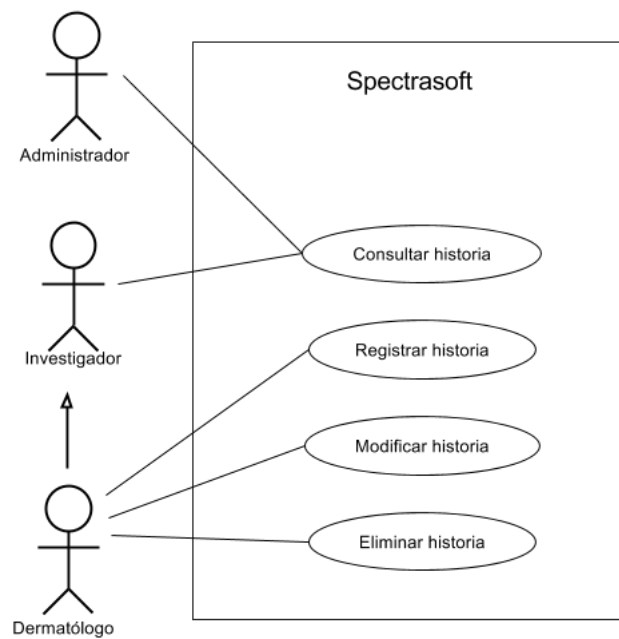 Spectrasoft
Administrador
Consultar historia
Investigador
Registrar historia
Modificar historia
Eliminar historia
Dermatólogo